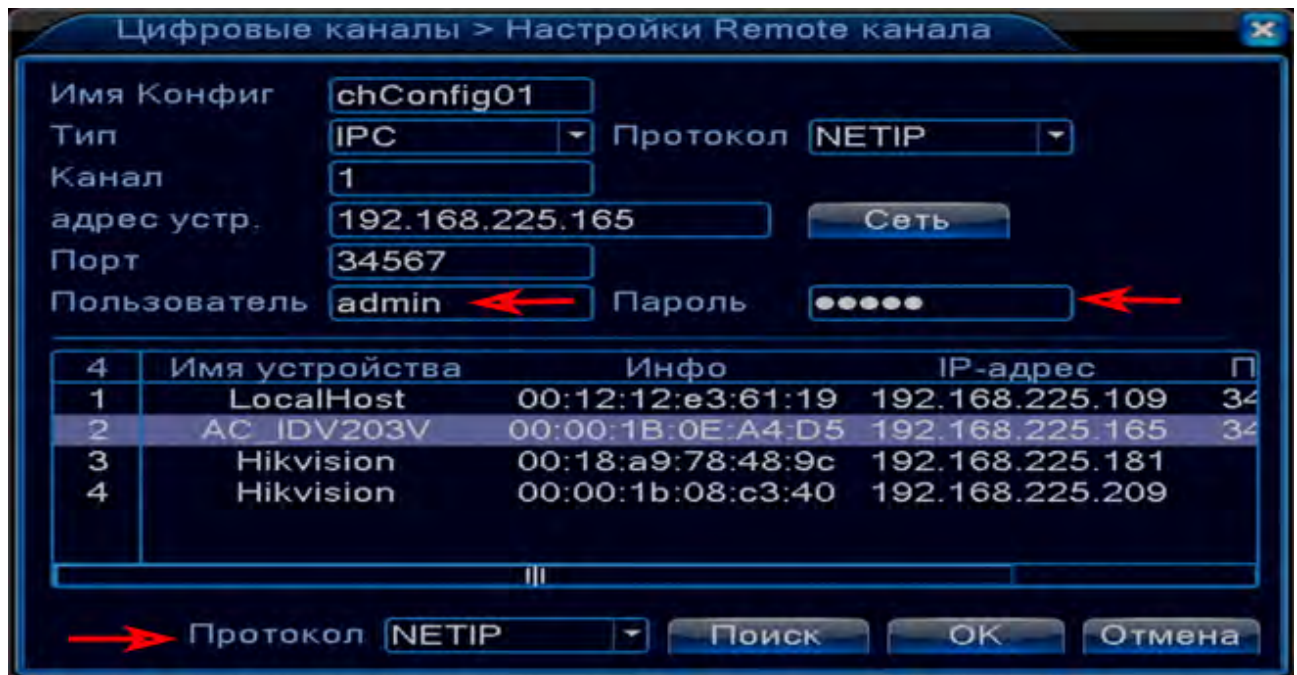 Цифровые каналы > Настройки Remote канала
Имя Конфиг chConfig01
Тип IPC Протокол NETIP
Канал 1
адрес устр. 192.168.225.165 Сеть
Порт 34567
Пользователь admin Пароль ●●●●●
4 Имя устройства Инфо IP-адрес П
1 LocalHost 00:12:12:e3:61:19 192.168.225.109 34
2 AC_IDV203V 00:00:1B:0E:A4:D5 192.168.225.165 34
3 Hikvision 00:18:a9:78:48:9c 192.168.225.181
4 Hikvision 00:00:1b:08:c3:40 192.168.225.209
Протокол NETIP Поиск OK Отмена